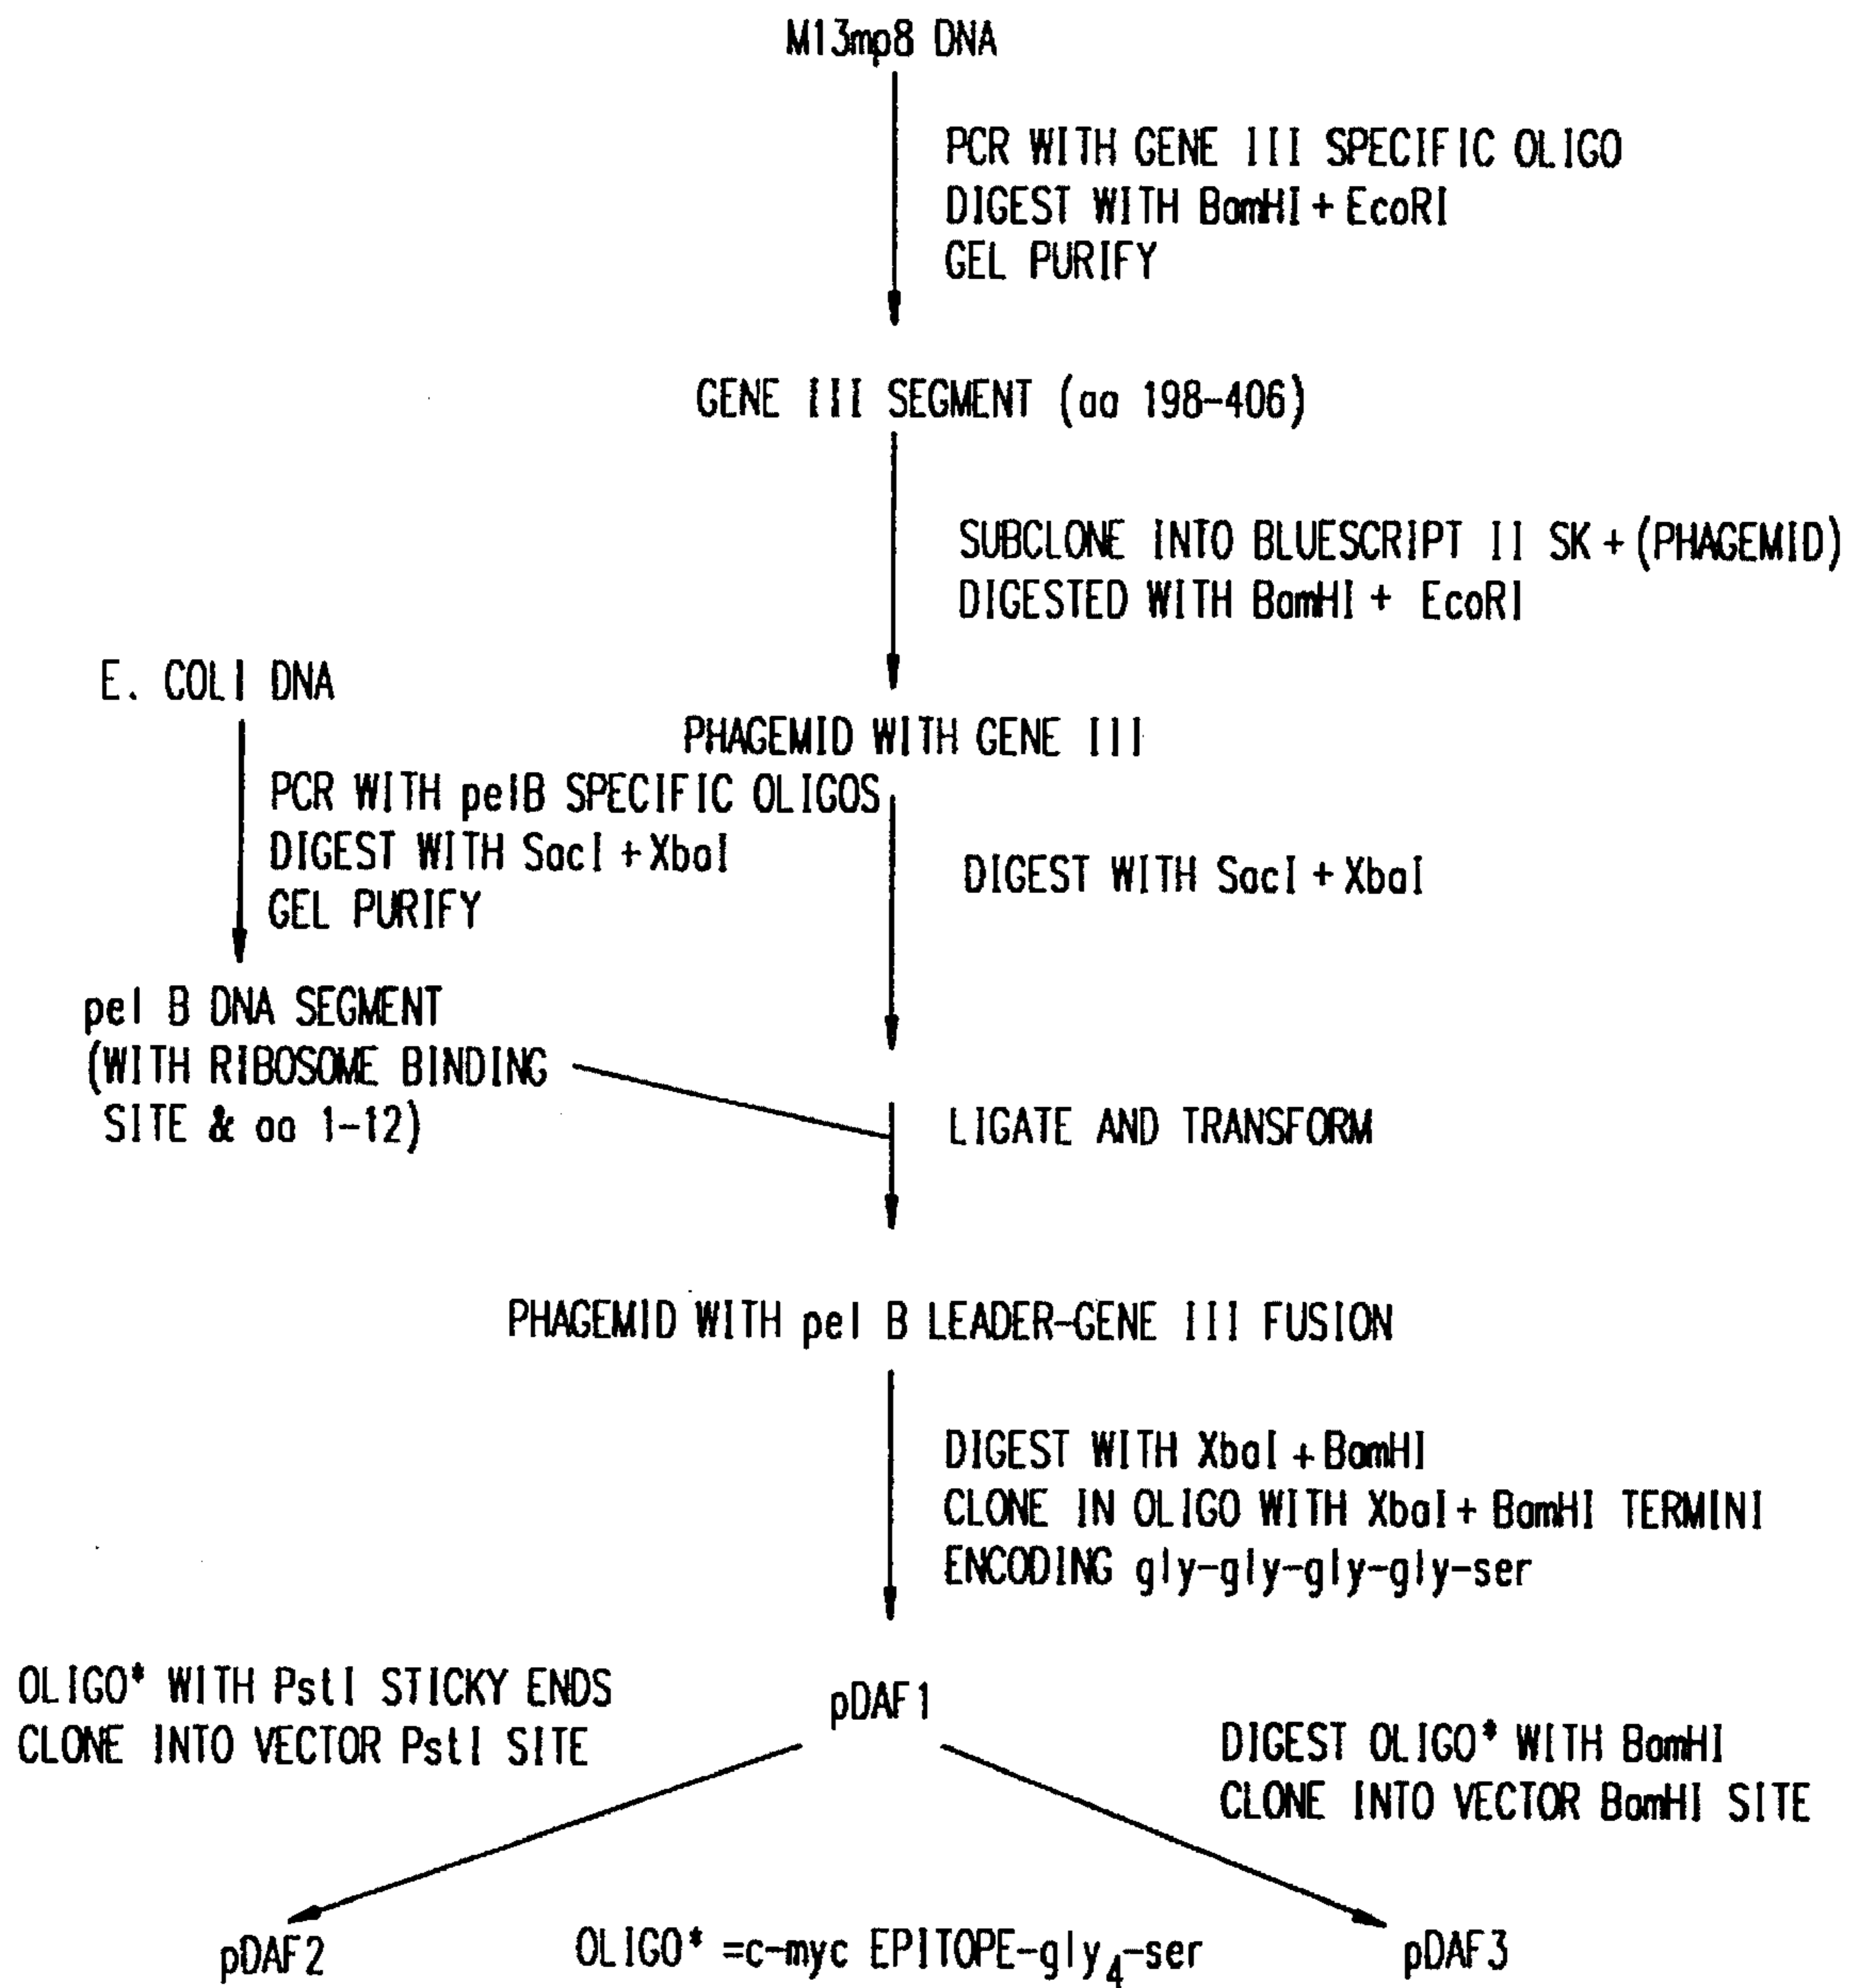 M13mp8 DNA
PCR WITH GENE III SPECIFIC OLIGO
DIGEST WITH BamHI + EcoRI
GEL PURIFY
GENE III SEGMENT (aa 198-406)
SUBCLONE INTO BLUESCRIPT II SK + (PHAGEMID)
DIGESTED WITH BamHI + EcoRI
E. COLI DNA
PHAGEMID WITH GENE III
PCR WITH pelB SPECIFIC OLIGOS
DIGEST WITH SacI + XbaI
GEL PURIFY
DIGEST WITH SacI + XbaI
pel B DNA SEGMENT
(WITH RIBOSOME BINDING
SITE & aa 1-12)
LIGATE AND TRANSFORM
PHAGEMID WITH pel B LEADER-GENE III FUSION
DIGEST WITH XbaI + BamHI
CLONE IN OLIGO WITH XbaI + BamHI TERMINI
ENCODING gly-gly-gly-gly-ser
OLIGO* WITH PstI STICKY ENDS
CLONE INTO VECTOR PstI SITE
pDAF1
DIGEST OLIGO* WITH BamHI
CLONE INTO VECTOR BamHI SITE
pDAF2
OLIGO* =c-myc EPITOPE-gly₄-ser
pDAF3